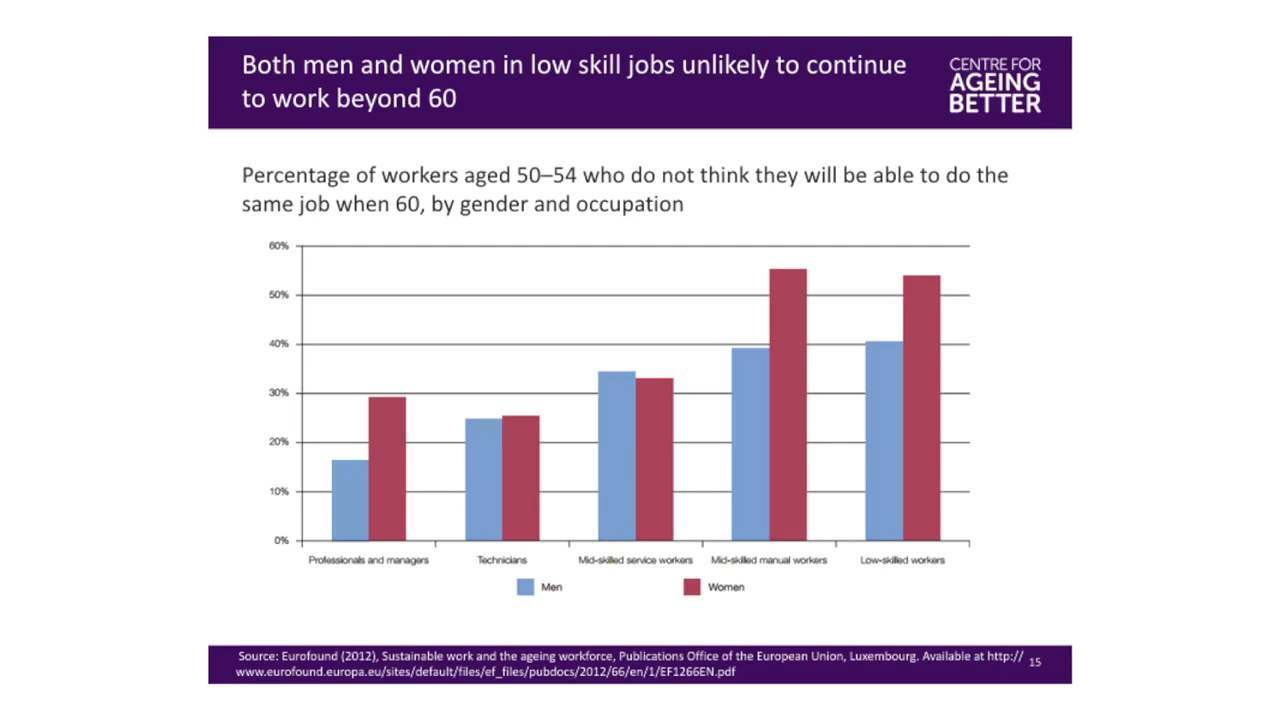 Both men and women in low skill jobs unlikely to continue
to work beyond 60
CENTRE FOR
AGEING
BETTER
Percentage of workers aged 50–54 who do not think they will be able to do the
same job when 60, by gender and occupation
60%
50%
40%
30%
20%
10%
0%
Professionals and managers
Technicians
Mid-skilled service workers
Mid-skilled manual workers
Low-skilled workers
Men
Women
Source: Eurofound (2012), Sustainable work and the ageing workforce, Publications Office of the European Union, Luxembourg. Available at http://
www.eurofound.europa.eu/sites/default/files/ef_files/pubdocs/2012/66/en/1/EF1266EN.pdf
15